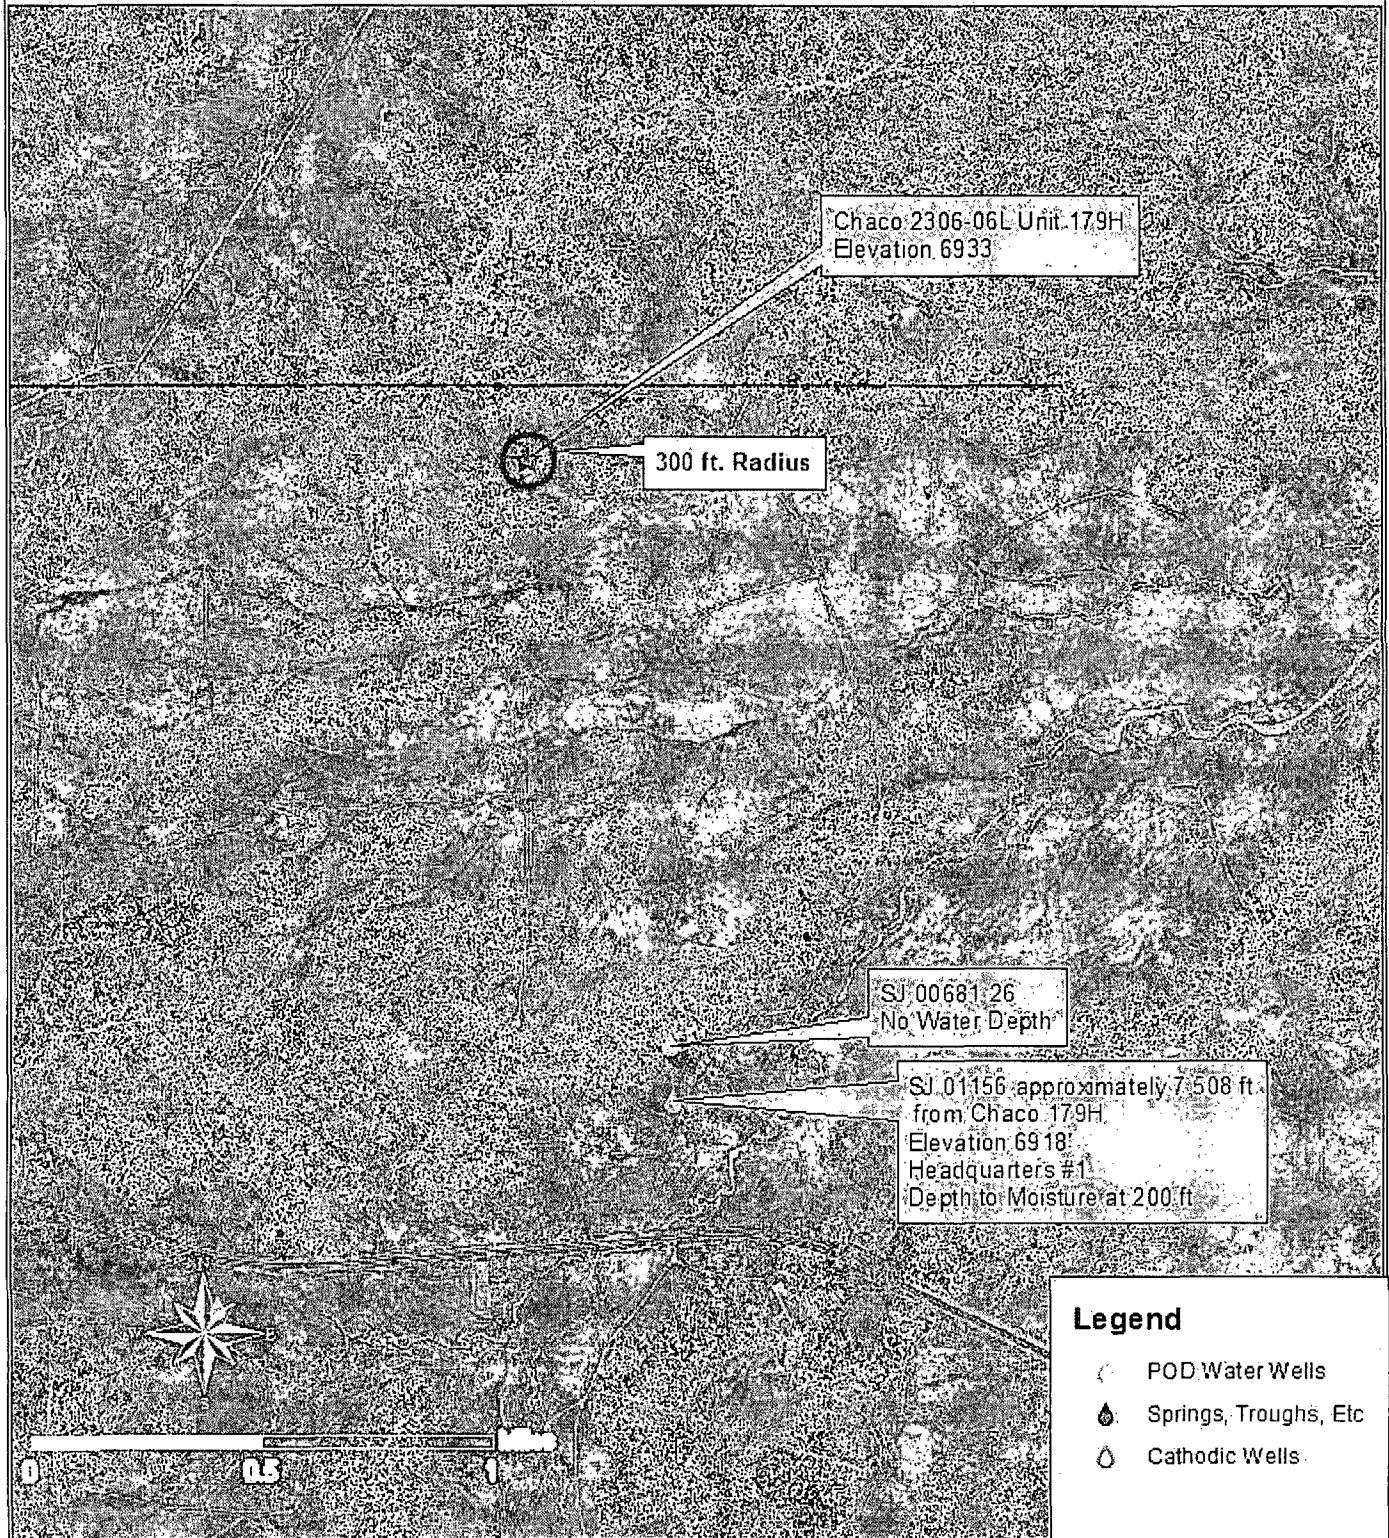 Chaco 2306-06L Unit 179H
Elevation 6933
300 ft. Radius
SJ 00681 26
No Water Depth
SJ 01156 approximately 7,508 ft.
from Chaco 179H
Elevation 6918'
Headquarters #1
Depth to Moisture at 200 ft
Legend
POD Water Wells
Springs, Troughs, Etc
Cathodic Wells
S
0 0.5 1